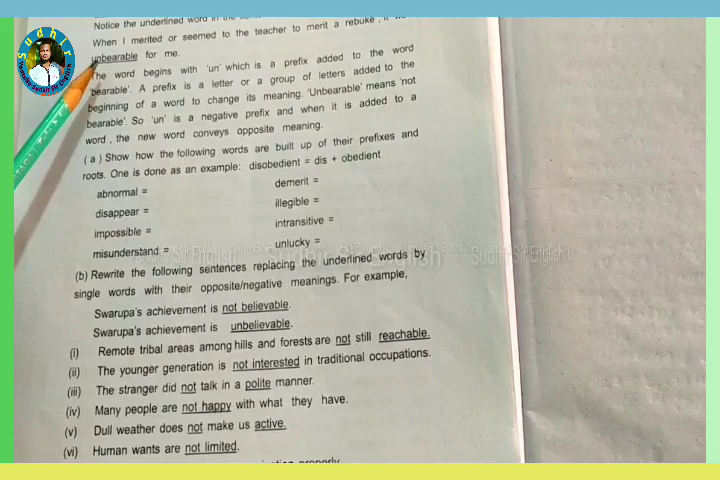 Sudhir
Notice the underlined word in the
When I merited or seemed to the teacher to merit a rebuke , it
unbearable for me.
The word begins with 'un' which is a prefix added to the word
'bearable'. A prefix is a letter or a group of letters added to the
beginning of a word to change its meaning. 'Unbearable' means 'not
bearable'. So 'un' is a negative prefix and when it is added to a
word , the new word conveys opposite meaning.
( a ) Show how the following words are built up of their prefixes and
roots. One is done as an example: disobedient = dis + obedient
abnormal = demerit =
disappear = illegible =
impossible = intransitive =
misunderstand = unlucky =
Sudhir Sir English
(b) Rewrite the following sentences replacing the underlined words by
single words with their opposite/negative meanings. For example,
Swarupa's achievement is not believable.
Swarupa's achievement is unbelievable.
(i) Remote tribal areas among hills and forests are not still reachable.
(ii) The younger generation is not interested in traditional occupations.
(iii) The stranger did not talk in a polite manner.
(iv) Many people are not happy with what they have.
(v) Dull weather does not make us active.
(vi) Human wants are not limited.
properly